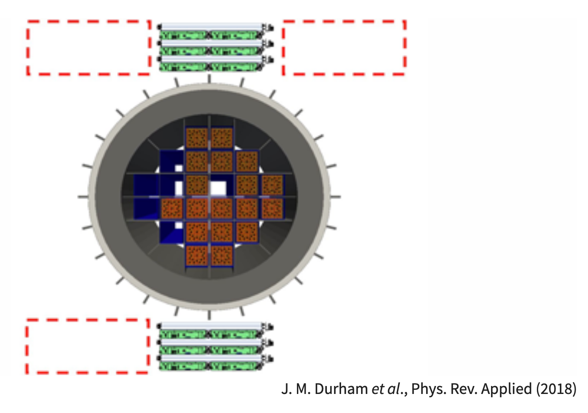 J. M. Durham et al., Phys. Rev. Applied (2018)